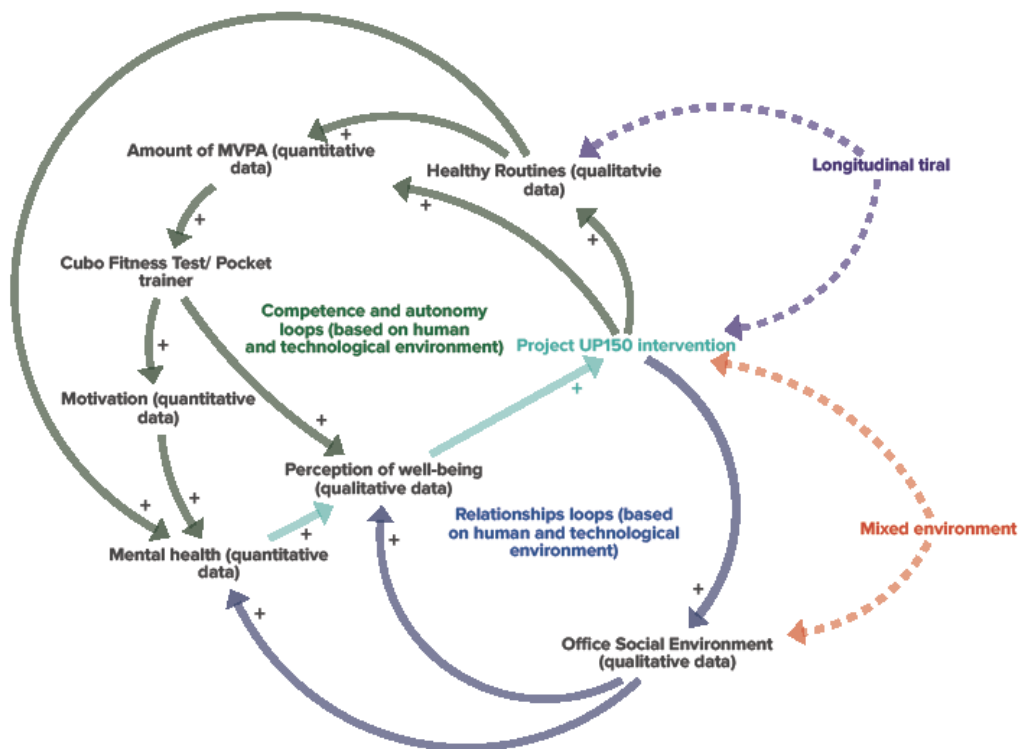 Amount of MVPA (quantitative
data)
Healthy Routines (qualitatvie
data)
Longitudinal tiral
Cubo Fitness Test/ Pocket
trainer
Competence and autonomy
loops (based on human
and technological environment)
Project UP150 intervention
Motivation (quantitative
data)
Perception of well-being
(qualitative data)
Relationships loops (based
on human and technological
environment)
Mixed environment
Mental health (quantitative
data)
Office Social Environment
(qualitative data)
+
+
+
+
+
+
+
+
+
+
+
+
+